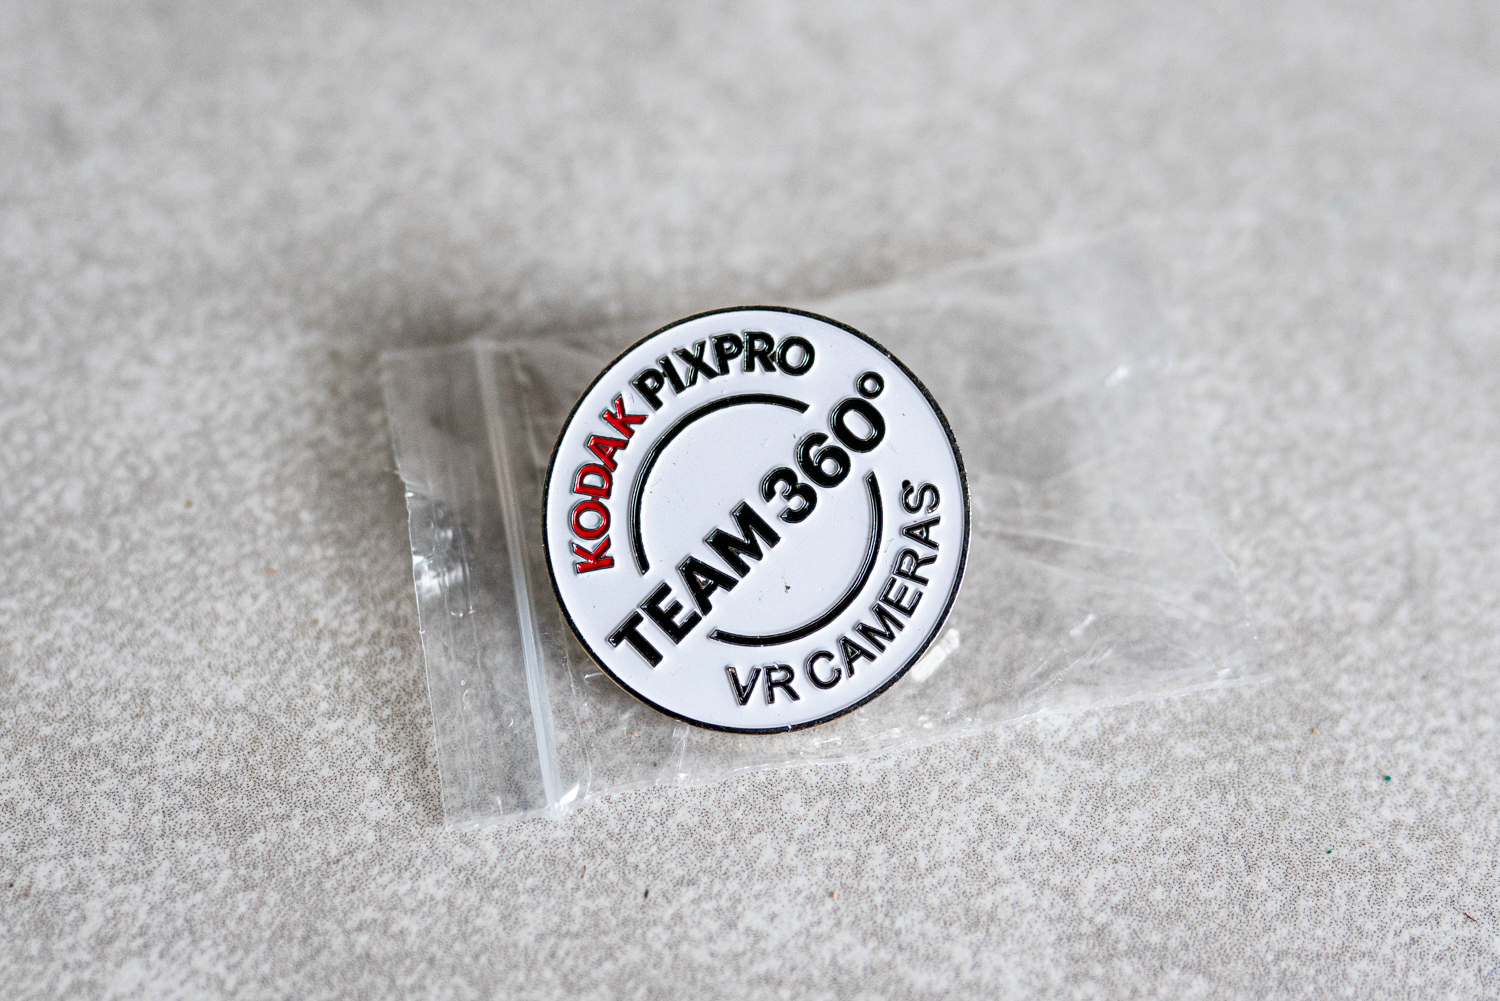 KODAK PIXPRO
TEAM 360°
VR CAMERAS